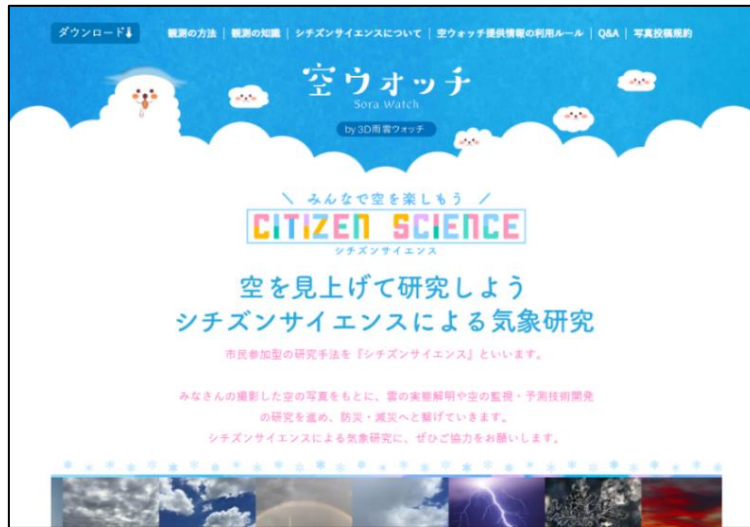 ダウンロード⬇
観測の方法 | 観測の知識 | シチズンサイエンスについて | 空ウォッチ提供情報の利用ルール | Q&A | 写真投稿規約
空ウォッチ
Sora Watch
by 3D雨雲ウォッチ
＼ みんなで空を楽しもう ／
CITIZEN SCIENCE
シチズンサイエンス
空を見上げて研究しよう
シチズンサイエンスによる気象研究
市民参加型の研究手法を『シチズンサイエンス』といいます。
みなさんの撮影した空の写真をもとに、雲の実態解明や空の監視・予測技術開発
の研究を進め、防災・減災へと繋げていきます。
シチズンサイエンスによる気象研究に、ぜひご協力をお願いします。